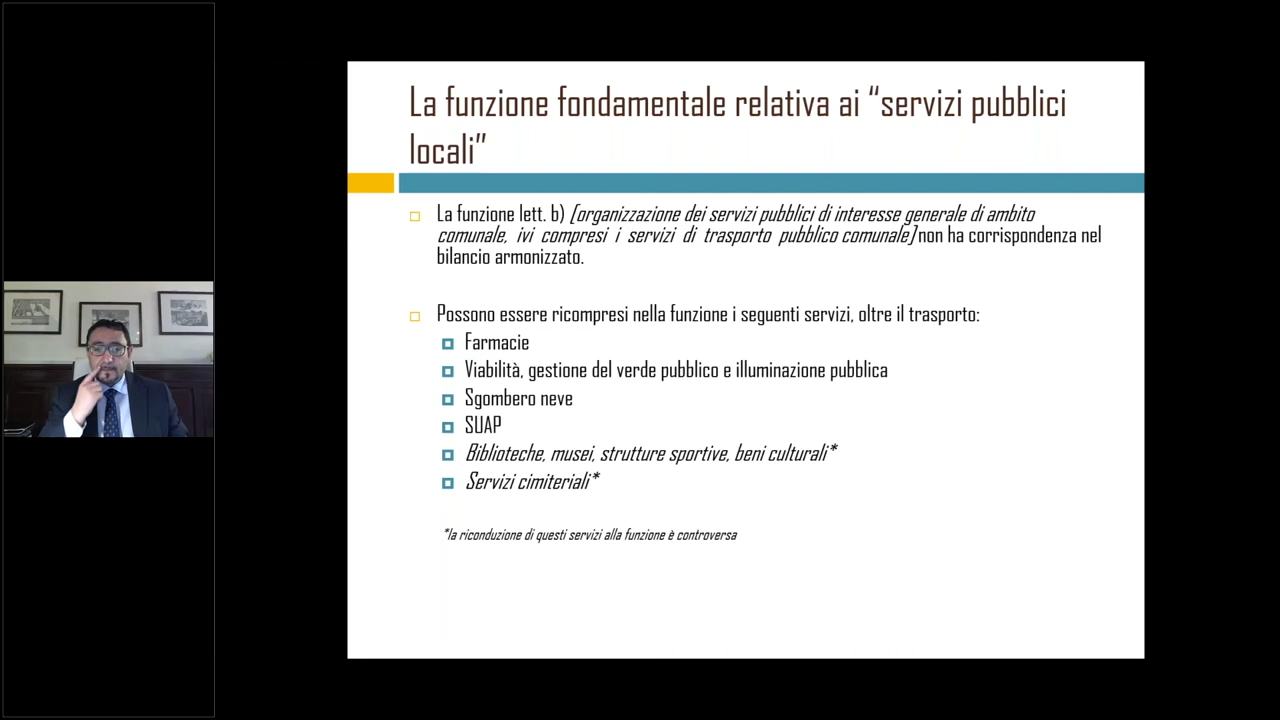 La funzione fondamentale relativa ai “servizi pubblici
locali”
La funzione lett. b) [organizzazione dei servizi pubblici di interesse generale di ambito
comunale, ivi compresi i servizi di trasporto pubblico comunale]non ha corrispondenza nel
bilancio armonizzato.
Possono essere ricompresi nella funzione i seguenti servizi, oltre il trasporto:
Farmacie
Viabilità, gestione del verde pubblico e illuminazione pubblica
Sgombero neve
SUAP
Biblioteche, musei, strutture sportive, beni culturali*
Servizi cimiteriali*
*la riconduzione di questi servizi alla funzione è controversa